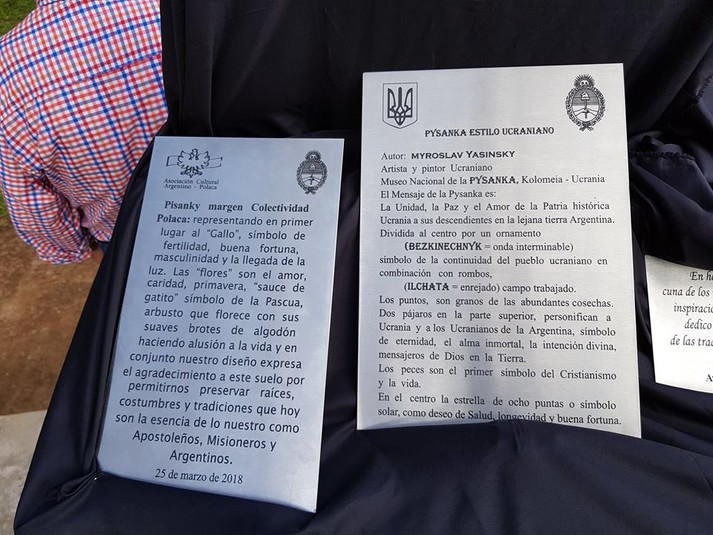 Asociación Cultural
Argentino - Polaca
Pisanky margen Colectividad
Polaca: representando en primer
lugar al "Gallo", símbolo de
fertilidad, buena fortuna,
masculinidad y la llegada de la
luz. Las "flores" son el amor,
caridad, primavera, "sauce de
gatito" símbolo de la Pascua,
arbusto que florece con sus
suaves brotes de algodón
haciendo alusión a la vida y en
conjunto nuestro diseño expresa
el agradecimiento a este suelo por
permitirnos preservar raíces,
costumbres y tradiciones que hoy
son la esencia de lo nuestro como
Apostoleños, Misioneros y
Argentinos.
25 de marzo de 2018
PYSANKA ESTILO UCRANIANO
Autor: MYROSLAV YASINSKY
Artista y pintor Ucraniano
Museo Nacional de la PYSANKA, Kolomeia - Ucrania
El Mensaje de la Pysanka es:
La Unidad, la Paz y el Amor de la Patria histórica
Ucrania a sus descendientes en la lejana tierra Argentina.
Dividida al centro por un ornamento
(BEZKINECHNYK = onda interminable)
símbolo de la continuidad del pueblo ucraniano en
combinación con rombos,
(ILCHATA = enrejado) campo trabajado.
Los puntos, son granos de las abundantes cosechas.
Dos pájaros en la parte superior, personifican a
Ucrania y a los Ucranianos de la Argentina, símbolo
de eternidad, el alma inmortal, la intención divina,
mensajeros de Dios en la Tierra.
Los peces son el primer símbolo del Cristianismo
y la vida.
En el centro la estrella de ocho puntas o símbolo
solar, como deseo de Salud, longevidad y buena fortuna.
En
cuna de los
inspiració
dedico
de las tra